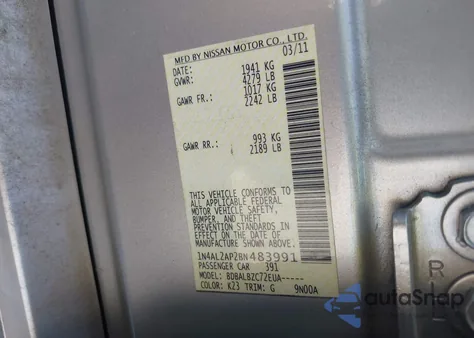 MFD BY NISSAN MOTOR CO., LTD.
DATE: 03/11
GVWR: 1941 KG
4279 LB
GAWR FR.: 1017 KG
2242 LB
GAWR RR.: 993 KG
2189 LB
THIS VEHICLE CONFORMS TO
ALL APPLICABLE FEDERAL
MOTOR VEHICLE SAFETY,
BUMPER, AND THEFT
PREVENTION STANDARDS IN
EFFECT ON THE DATE OF
MANUFACTURE SHOWN ABOVE.
1N4AL2AP2BN483991
PASSENGER CAR 391
MODEL: BDBALBZC72EUA-----
COLOR: K23 TRIM: G 9N00A
R
L
autoSnap